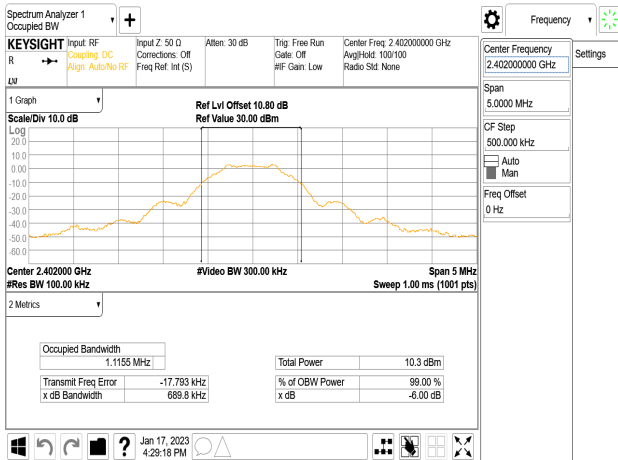 Spectrum Analyzer 1
Occupied BW
Frequency
KEYSIGHT
R
LXI
Input: RF
Coupling: DC
Align: Auto/No RF
Input Z: 50 Ω
Corrections: Off
Freq Ref: Int (S)
Atten: 30 dB
Trig: Free Run
Gate: Off
#IF Gain: Low
Center Freq: 2.402000000 GHz
Avg|Hold: 100/100
Radio Std: None
Center Frequency
2.402000000 GHz
Settings
Span
5.0000 MHz
CF Step
500.000 kHz
Auto
Man
Freq Offset
0 Hz
1 Graph
Ref Lvl Offset 10.80 dB
Scale/Div 10.0 dB
Ref Value 30.00 dBm
Log
20.0
10.0
0.00
-10.0
-20.0
-30.0
-40.0
-50.0
-60.0
Center 2.402000 GHz
#Video BW 300.00 kHz
Span 5 MHz
#Res BW 100.00 kHz
Sweep 1.00 ms (1001 pts)
2 Metrics
Occupied Bandwidth
1.1155 MHz
Total Power 10.3 dBm
Transmit Freq Error -17.793 kHz
% of OBW Power 99.00 %
x dB Bandwidth 689.8 kHz
x dB -6.00 dB
?
Jan 17, 2023
4:29:18 PM